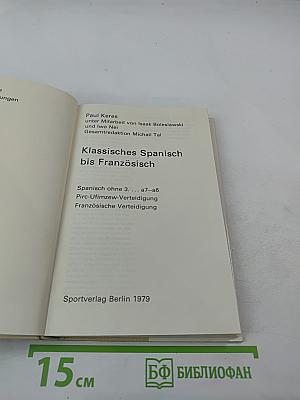 ungen
Paul Keres
unter Mitarbeit von Isaak Boleslawski
und Iwo Nei
Gesamtredaktion Michail Tal
Klassisches Spanisch
bis Französisch
Spanisch ohne 3. ... a7–a6
Pirc-Ufimzew-Verteidigung
Französische Verteidigung
Sportverlag Berlin 1979
15 см
БФ БИБЛИОФАН